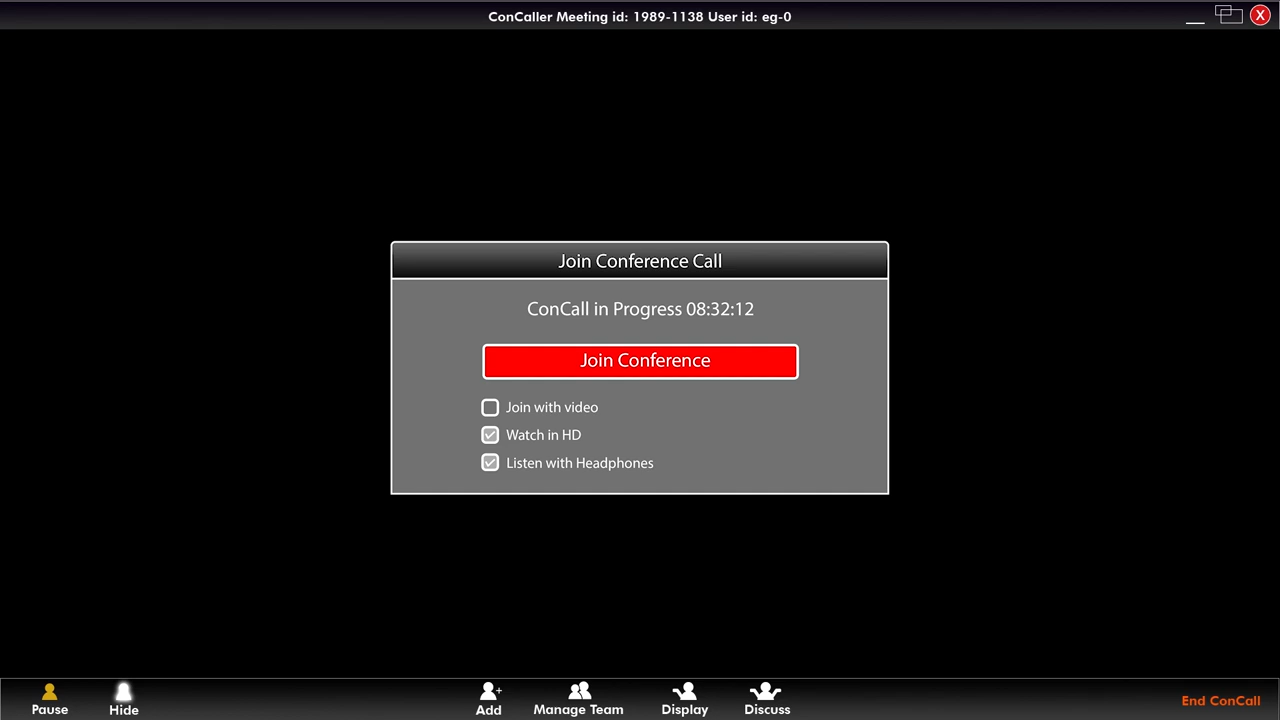 ConCaller Meeting id: 1989-1138 User id: eg-0
X
Join Conference Call
ConCall in Progress 08:32:12
Join Conference
Join with video
Watch in HD
Listen with Headphones
Pause
Hide
Add
Manage Team
Display
Discuss
End ConCall